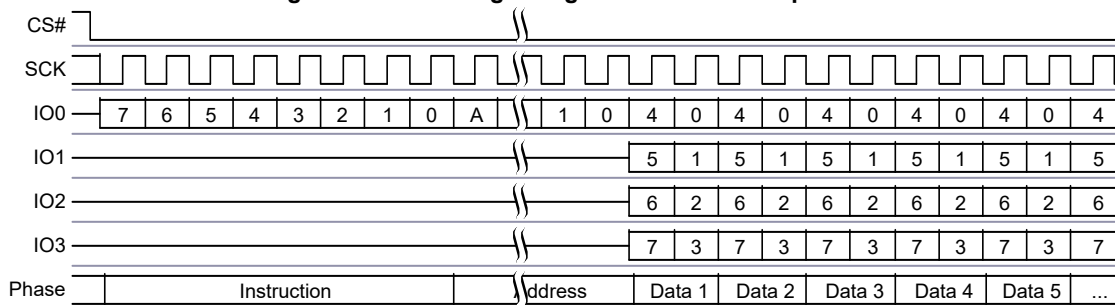 CS#
SCK
IO0 7 6 5 4 3 2 1 0 A 1 0 4 0 4 0 4 0 4 0 4 0 4
IO1 5 1 5 1 5 1 5 1 5 1 5
IO2 6 2 6 2 6 2 6 2 6 2 6
IO3 7 3 7 3 7 3 7 3 7 3 7
Phase Instruction Address Data 1 Data 2 Data 3 Data 4 Data 5 ...